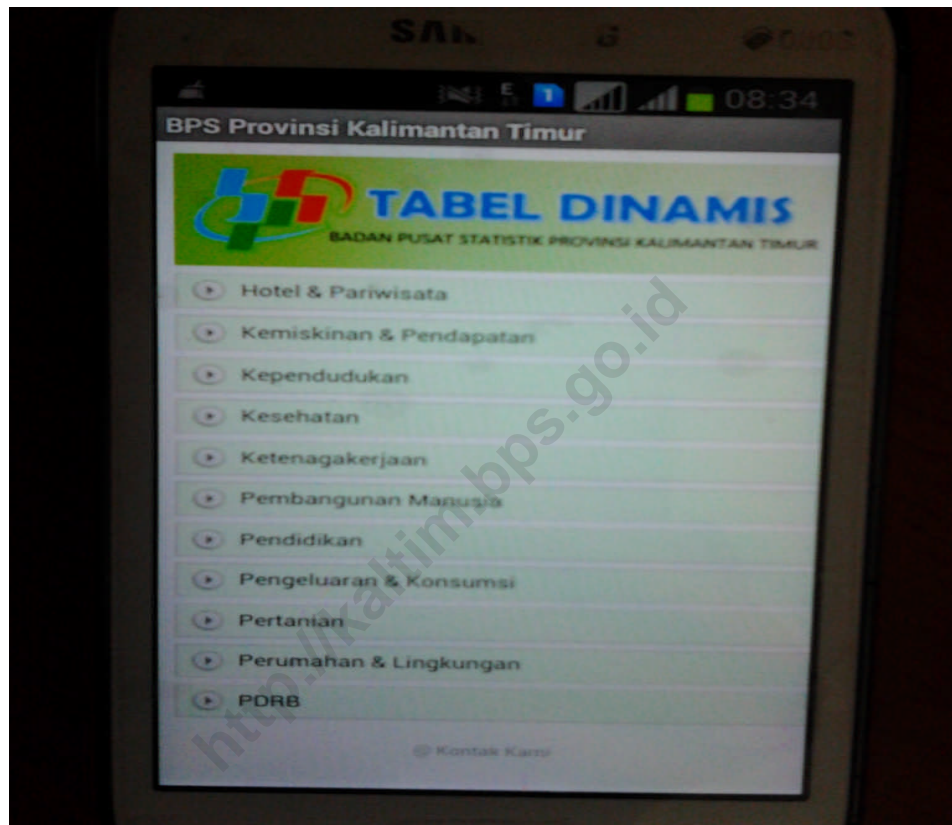 E
1
08:34
BPS Provinsi Kalimantan Timur
TABEL DINAMIS
BADAN PUSAT STATISTIK PROVINSI KALIMANTAN TIMUR
Hotel & Pariwisata
Kemiskinan & Pendapatan
Kependudukan
Kesehatan
Ketenagakerjaan
Pembangunan Manusia
Pendidikan
Pengeluaran & Konsumsi
Pertanian
Perumahan & Lingkungan
PDRB
@ Kontak Kami
http://kaltim.bps.go.id